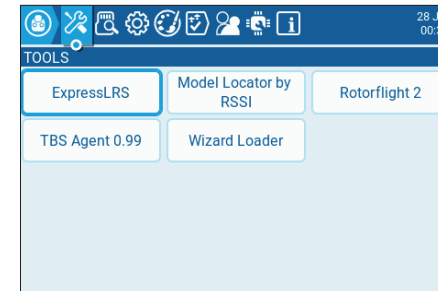 28 J
00:
TOOLS
ExpressLRS
Model Locator by
RSSI
Rotorflight 2
TBS Agent 0.99
Wizard Loader